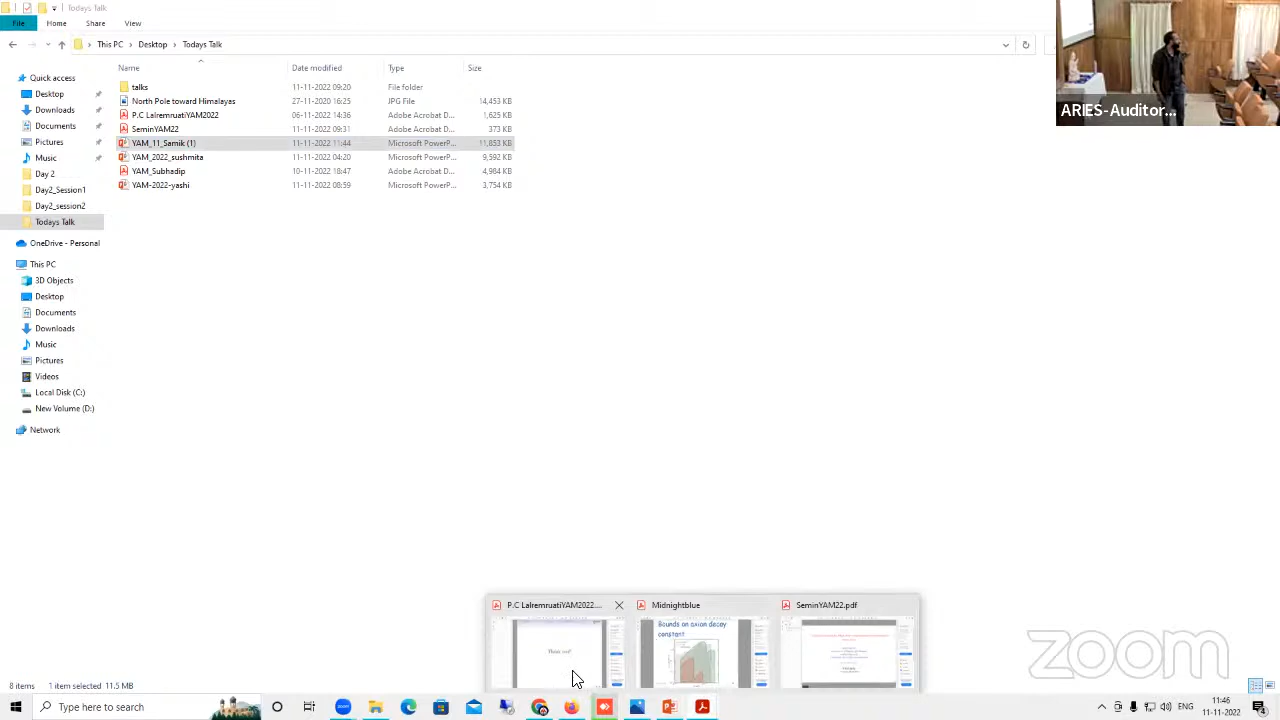 Todays Talk
File Home Share View
This PC Desktop Todays Talk
Name Date modified Type Size
talks 11-11-2022 09:20 File folder
North Pole toward Himalayas 27-11-2020 16:25 JPG File 14,453 KB
P.C LalremruatiYAM2022 06-11-2022 14:36 Adobe Acrobat D... 1,625 KB
SeminYAM22 11-11-2022 09:31 Adobe Acrobat D... 373 KB
YAM_11_Samik (1) 11-11-2022 11:44 Microsoft PowerP... 11,853 KB
YAM_2022_sushmita 11-11-2022 04:20 Microsoft PowerP... 9,592 KB
YAM_Subhadip 10-11-2022 18:47 Adobe Acrobat D... 4,984 KB
YAM-2022-yashi 11-11-2022 08:59 Microsoft PowerP... 3,754 KB
Quick access
Desktop
Downloads
Documents
Pictures
Music
Day 2
Day2_Session1
Day2_session2
Todays Talk
OneDrive - Personal
This PC
3D Objects
Desktop
Documents
Downloads
Music
Pictures
Videos
Local Disk (C:)
New Volume (D:)
Network
ARIES-Auditor...
P.C LalremruatiYAM2022.... Midnightblue SeminYAM22.pdf
Thank you!
Bounds on axion decay
constant
zoom
8 items 1 item selected 11.5 MB
Type here to search
ENG
11:46
11-11-2022
4